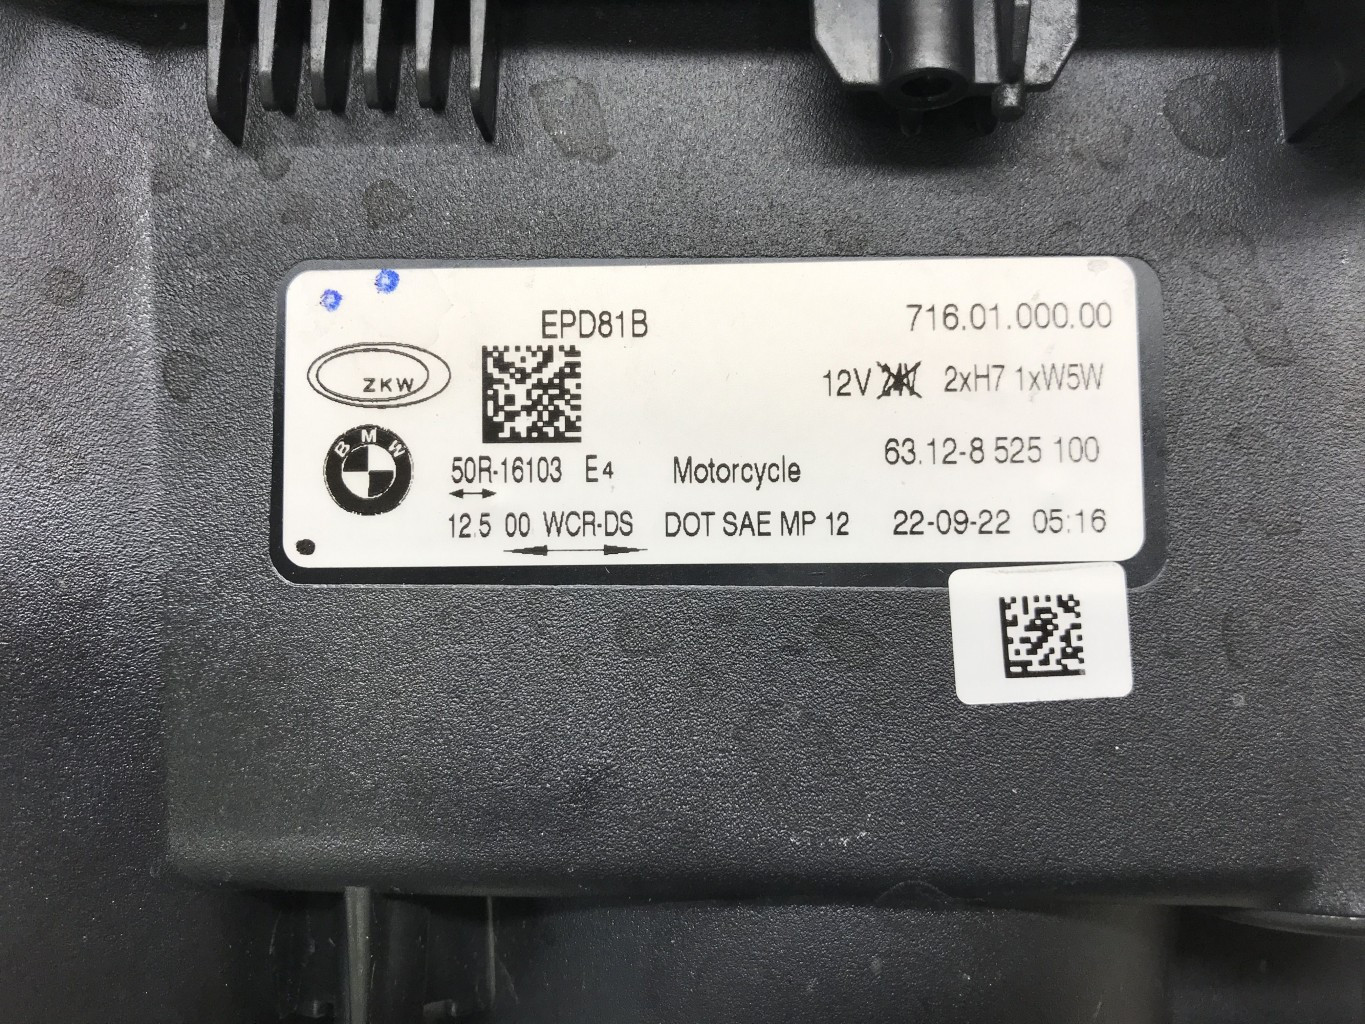 EPD81B
716.01.000.00
ZKW
12V 24V 2xH7 1xW5W
BMW
50R-16103 E4 Motorcycle 63.12-8 525 100
12.5 00 WCR-DS DOT SAE MP 12 22-09-22 05:16